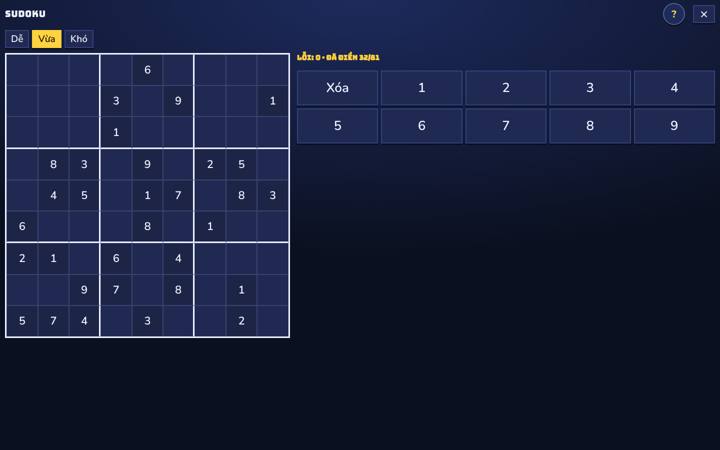 SUDOKU
?
×
Dễ Vừa Khó
LỖI: 0 • ĐÃ ĐIỀN 32/81
6
3 9 1
1
8 3 9 2 5
4 5 1 7 8 3
6 8 1
2 1 6 4
9 7 8 1
5 7 4 3 2
Xóa 1 2 3 4
5 6 7 8 9